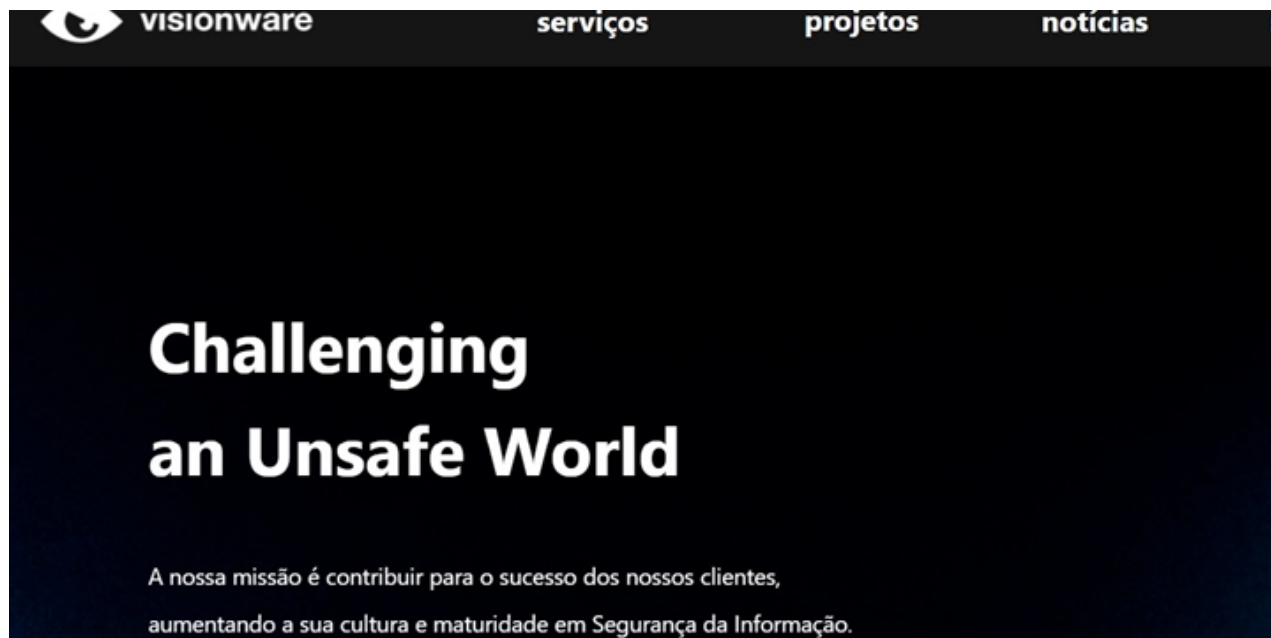 visionware
serviços projetos notícias
Challenging
an Unsafe World
A nossa missão é contribuir para o sucesso dos nossos clientes,
aumentando a sua cultura e maturidade em Segurança da Informação.